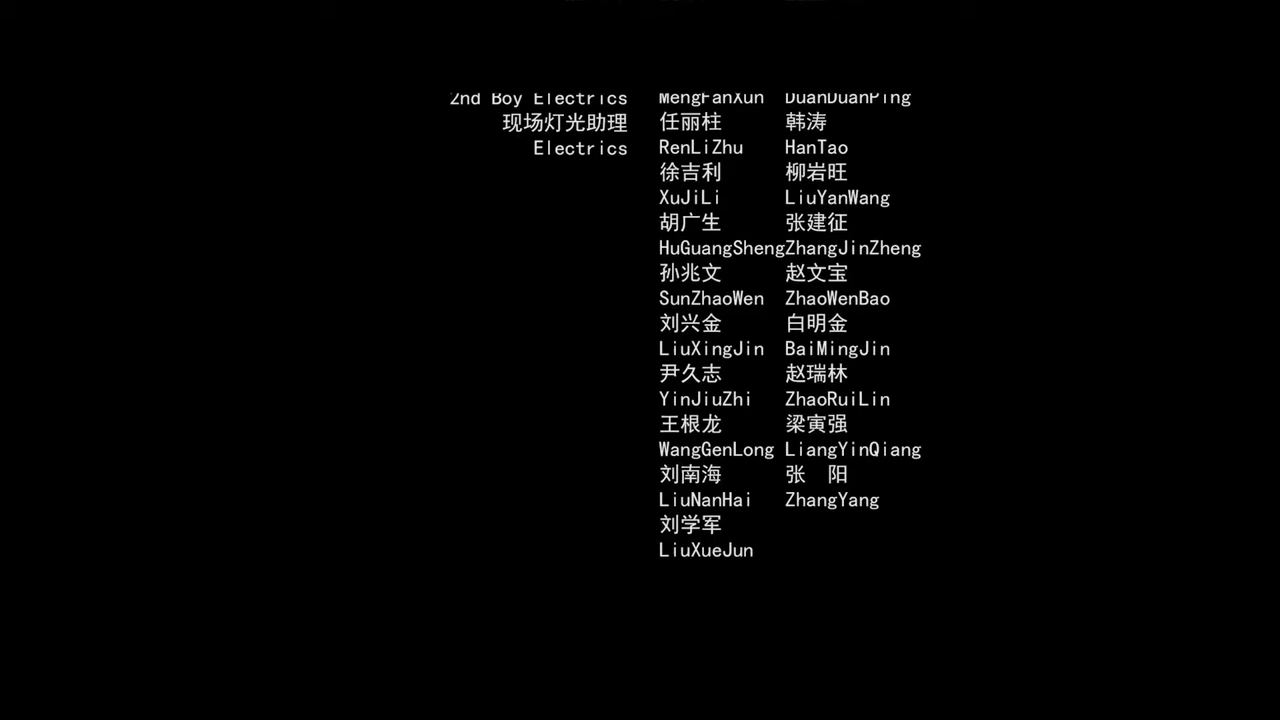 2nd Boy Electrics MengFanXun DuanDuanPing
现场灯光助理 任丽柱 韩涛
Electrics RenLiZhu HanTao
徐吉利 柳岩旺
XuJiLi LiuYanWang
胡广生 张建征
HuGuangShengZhangJinZheng
孙兆文 赵文宝
SunZhaoWen ZhaoWenBao
刘兴金 白明金
LiuXingJin BaiMingJin
尹久志 赵瑞林
YinJiuZhi ZhaoRuiLin
王根龙 梁寅强
WangGenLong LiangYinQiang
刘南海 张 阳
LiuNanHai ZhangYang
刘学军
LiuXueJun